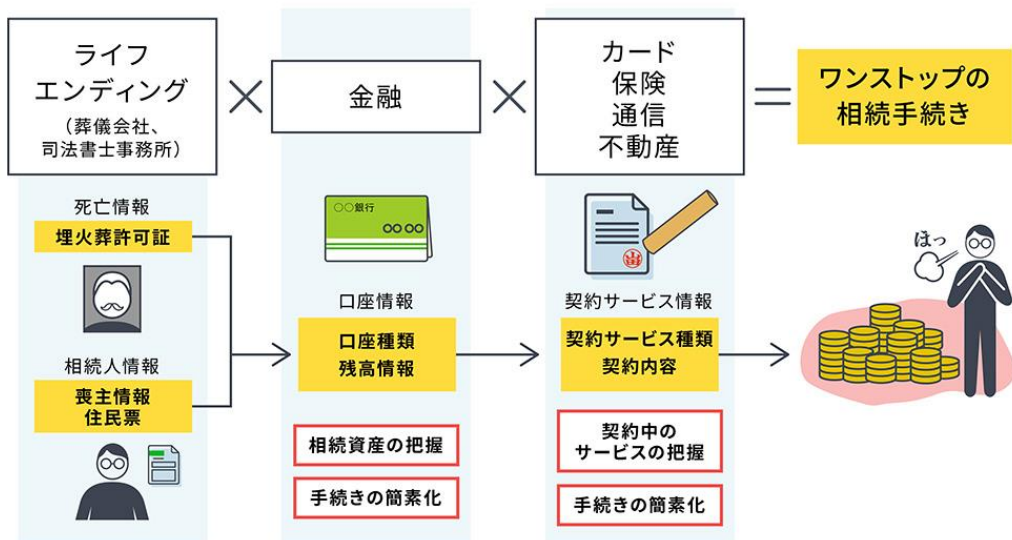 ライフ
エンディング
（葬儀会社、
司法書士事務所）
×
金融
×
カード
保険
通信
不動産
＝
ワンストップの
相続手続き
死亡情報
埋火葬許可証
相続人情報
喪主情報
住民票
〇〇銀行
口座情報
口座種類
残高情報
相続資産の把握
手続きの簡素化
契約サービス情報
契約サービス種類
契約内容
契約中の
サービスの把握
手続きの簡素化
ほっ